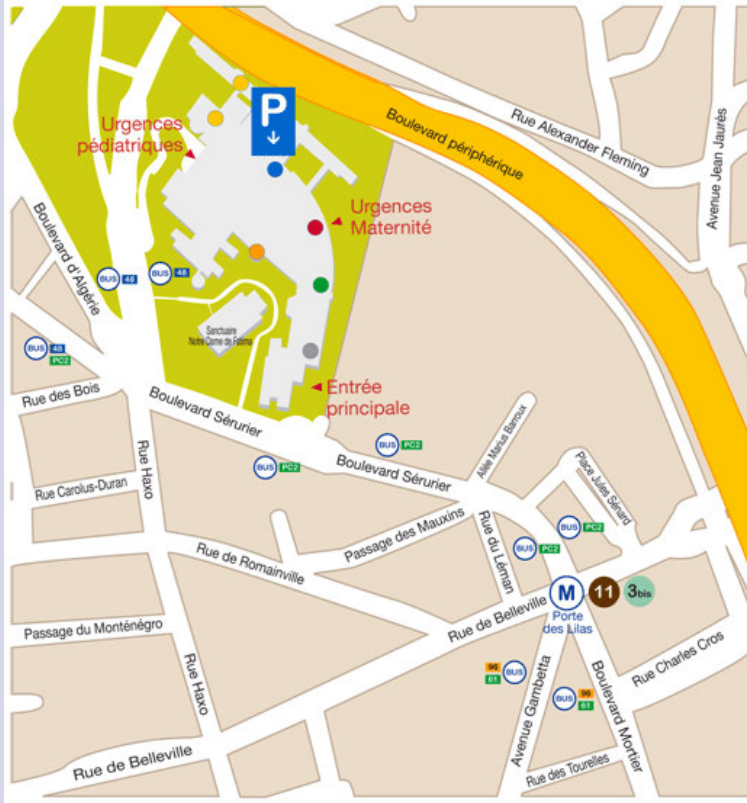 P
Urgences
pédiatriques
Boulevard périphérique
Rue Alexander Fleming
Avenue Jean Jaurès
Urgences
Maternité
Boulevard d'Algérie
BUS 48
BUS 48
BUS 48
PC2
Sanctuaire
Notre Dame de Fatima
Entrée
principale
Rue des Bois
Boulevard Sérurier
BUS PC2
BUS PC2
Boulevard Sérurier
Allée Marius Barroux
Place Jules Sénard
Rue Haxo
Rue Carolus-Duran
Passage des Mauxins
Rue du Léman
BUS PC2
BUS PC2
Rue de Romainville
M 11 3bis
Porte
des Lilas
Rue de Belleville
Passage du Monténégro
Rue Haxo
96
61 BUS
BUS 96
61
Avenue Gambetta
Boulevard Mortier
Rue Charles Cros
Rue de Belleville
Rue des Tourelles